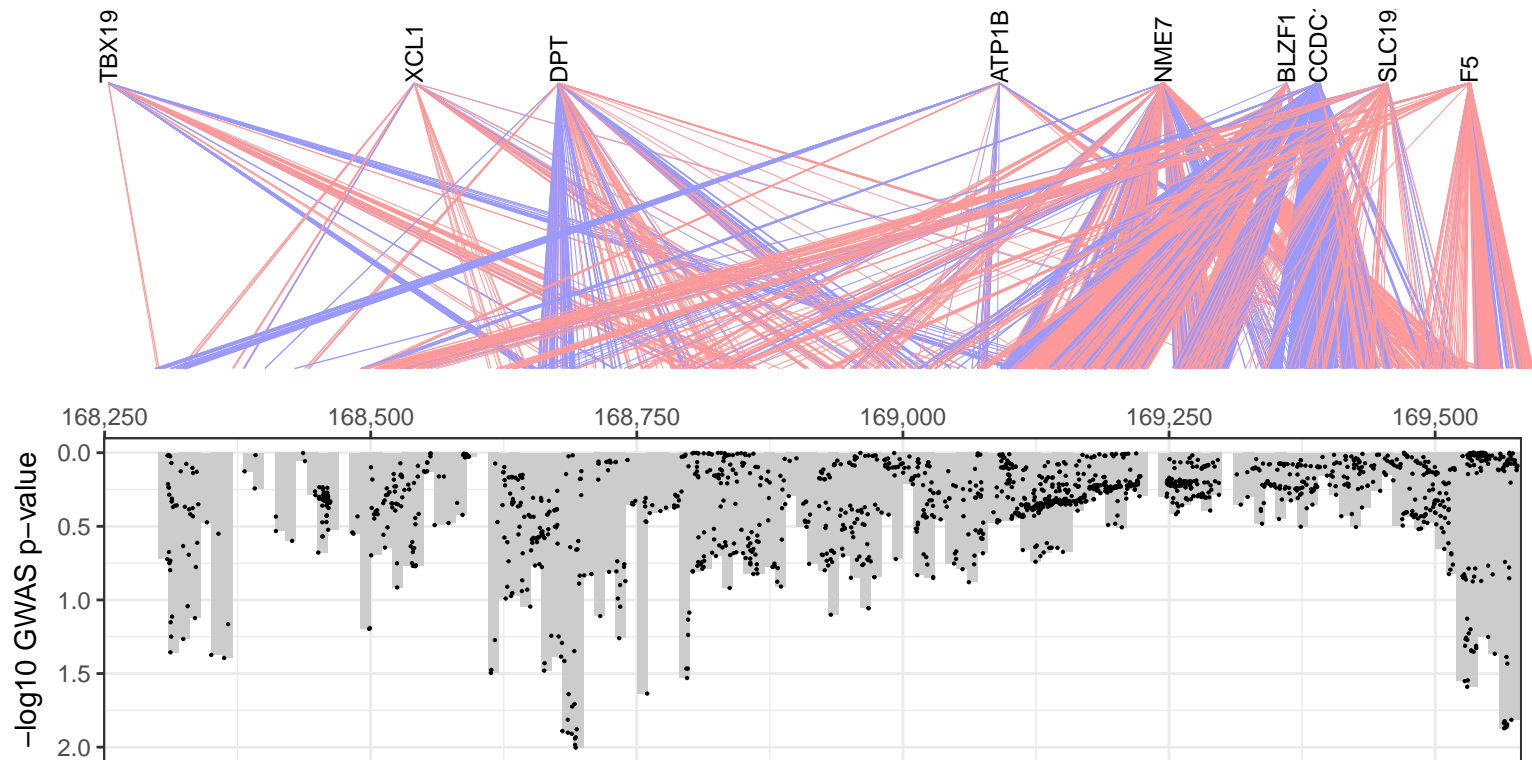 TBX19
XCL1
DPT
ATP1B
NME7
BLZF1
CCDC
SLC19
F5
168,250
168,500
168,750
169,000
169,250
169,500
−log10 GWAS p−value
0.0
0.5
1.0
1.5
2.0